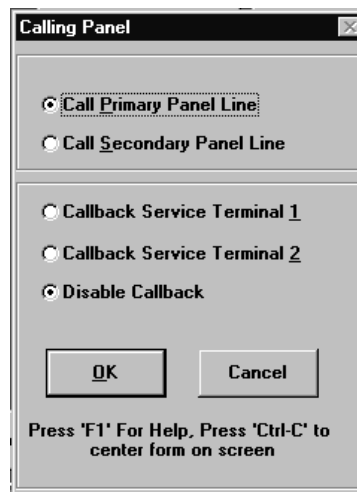 Calling Panel
Call Primary Panel Line
Call Secondary Panel Line
Callback Service Terminal 1
Callback Service Terminal 2
Disable Callback
OK Cancel
Press 'F1' For Help, Press 'Ctrl-C' to
center form on screen